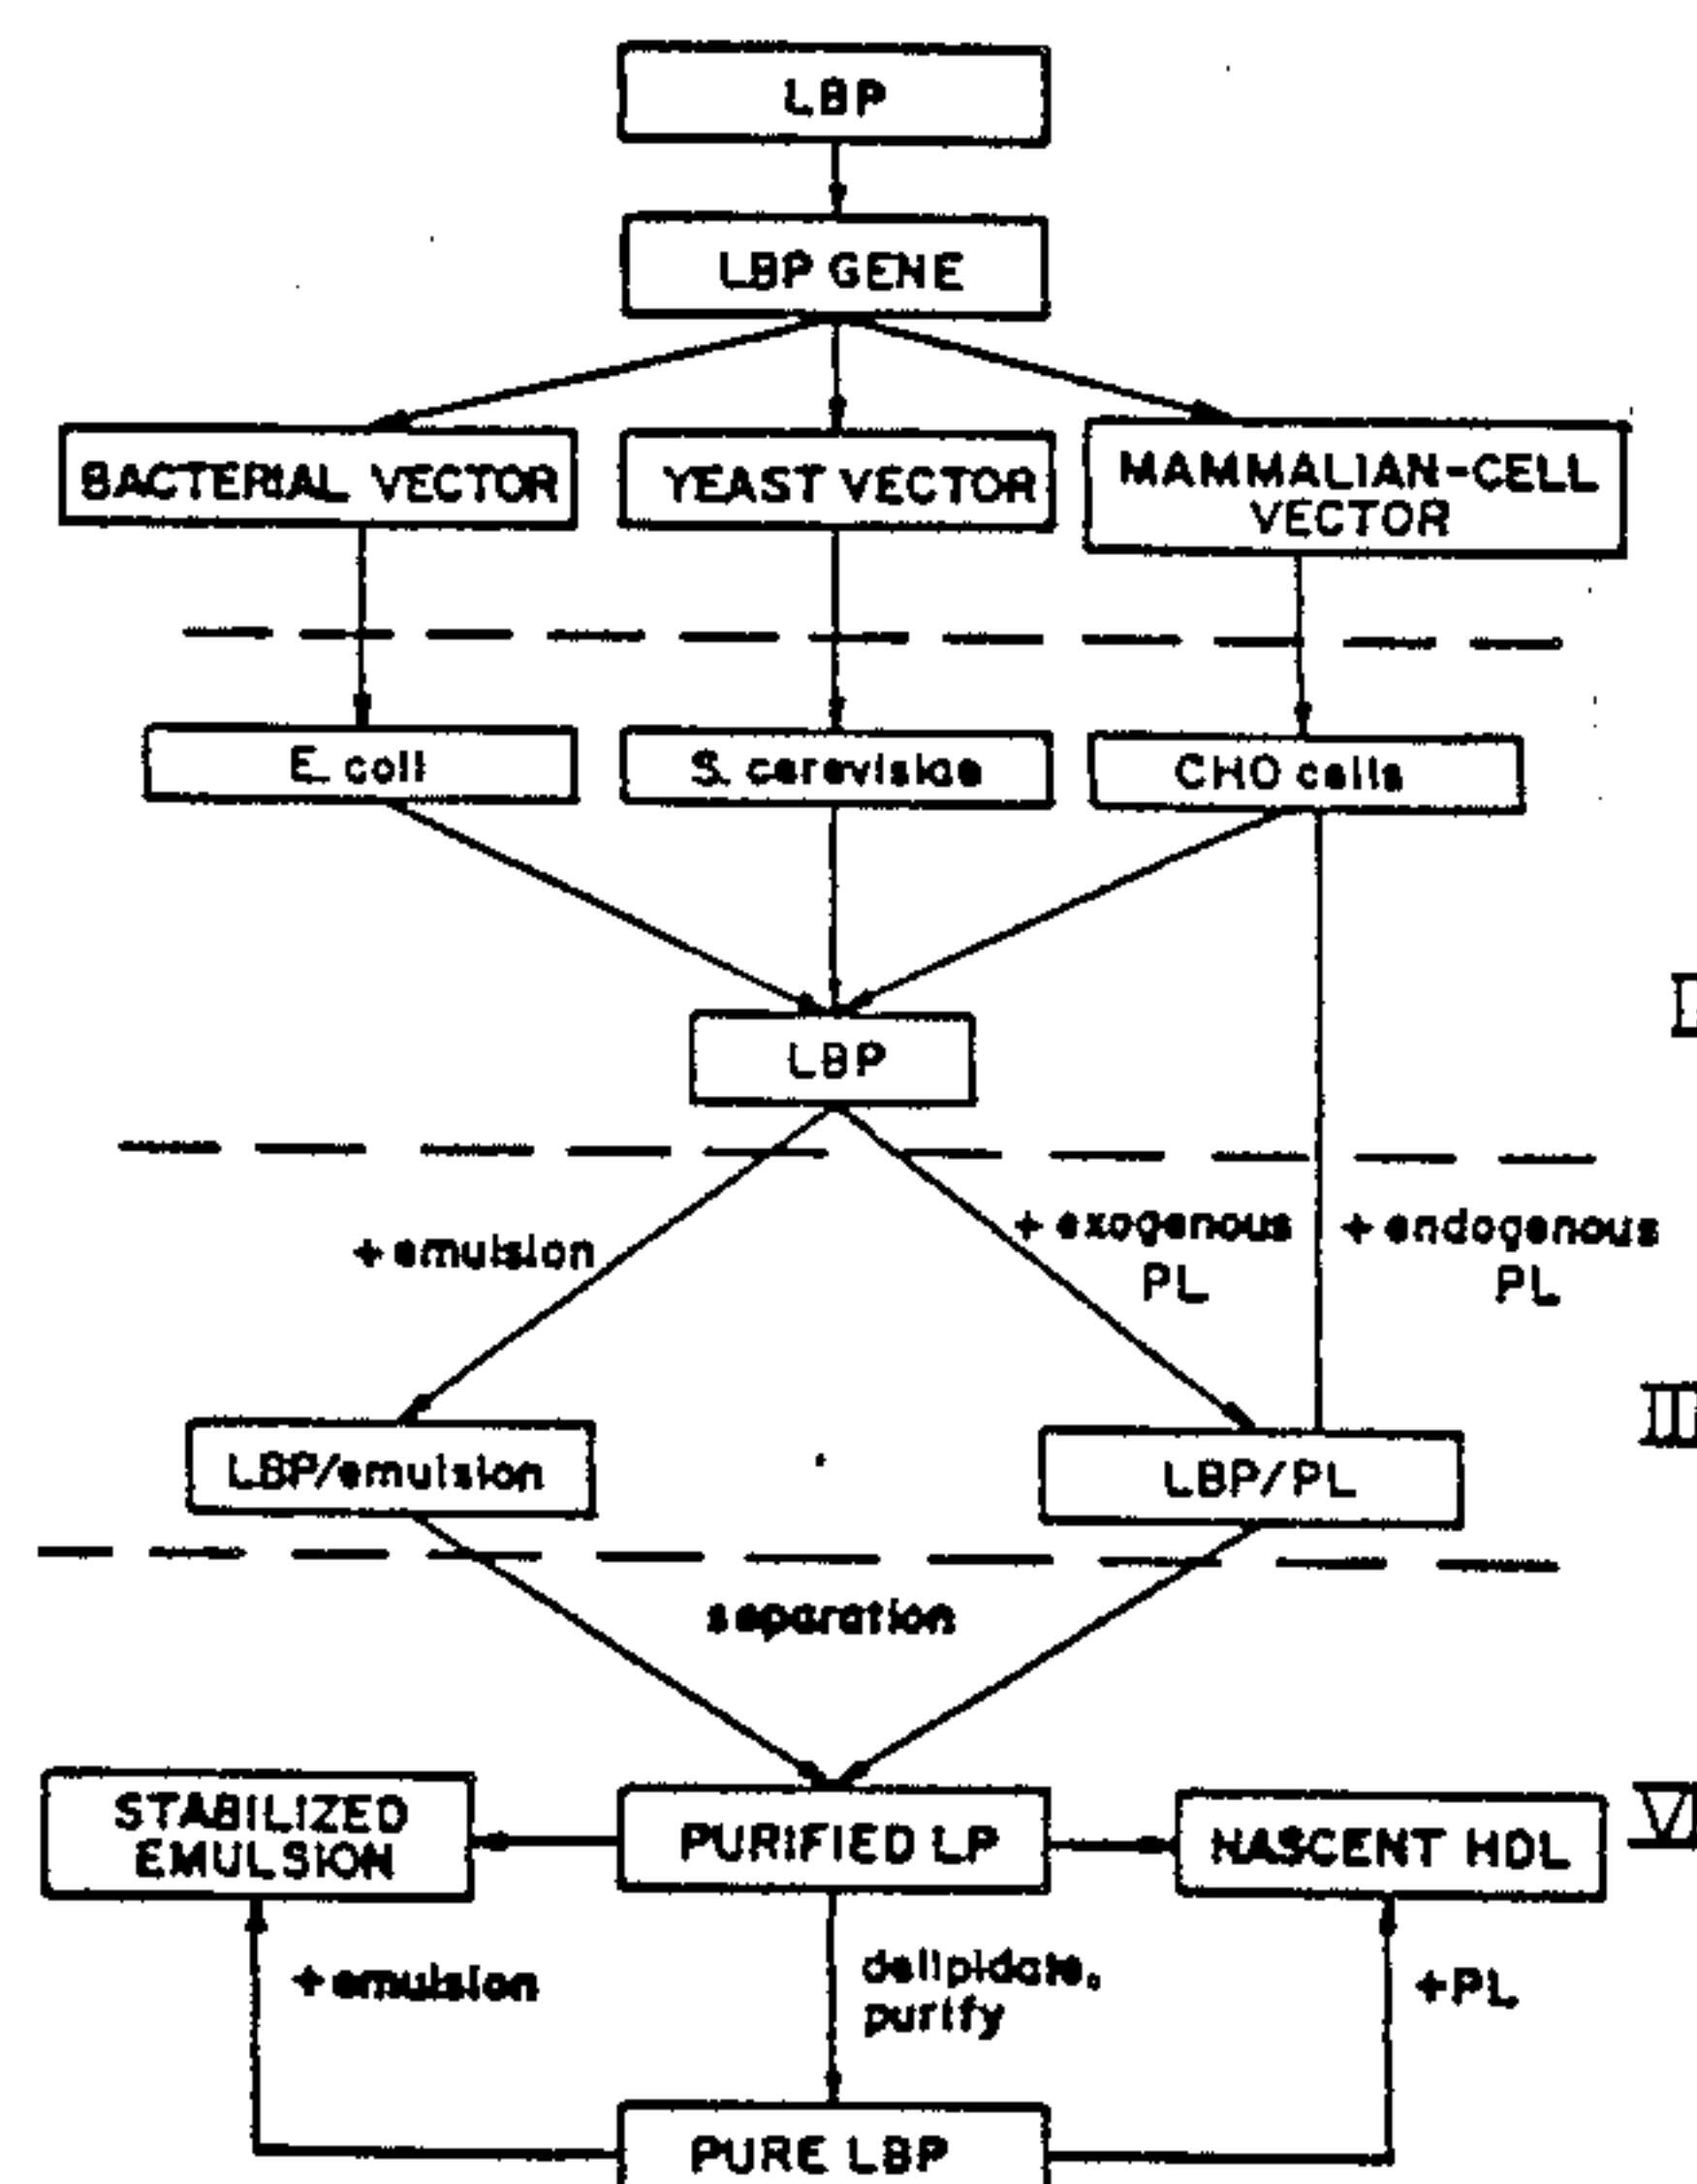 LBP
LBP GENE
BACTERIAL VECTOR
YEAST VECTOR
MAMMALIAN-CELL
VECTOR
E. coli
S. cerevisiae
CHO cells
LBP
+ emulsion
+ exogenous
PL
+ endogenous
PL
LBP/emulsion
LBP/PL
separation
STABILIZED
EMULSION
PURIFIED LP
NASCENT HDL
+ emulsion
delipidate,
purify
+PL
PURE LBP